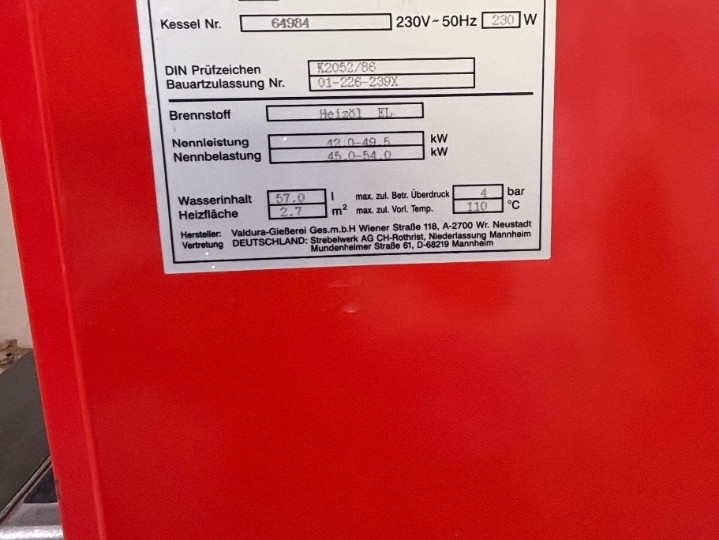 Kessel Nr. 64984 230V~50Hz 230 W
DIN Prüfzeichen K2052/86
Bauartzulassung Nr. 01-226-239X
Brennstoff Heizöl EL
Nennleistung 42.0-49.5 kW
Nennbelastung 45.0-54.0 kW
Wasserinhalt 57.0 l max. zul. Betr. Überdruck 4 bar
Heizfläche 2.7 m² max. zul. Vorl. Temp. 110 °C
Hersteller: Valdura-Gießerei Ges.m.b.H Wiener Straße 118, A-2700 Wr. Neustadt
Vertretung DEUTSCHLAND: Strebelwerk AG CH-Rothrist, Niederlassung Mannheim
Mundenheimer Straße 61, D-68219 Mannheim